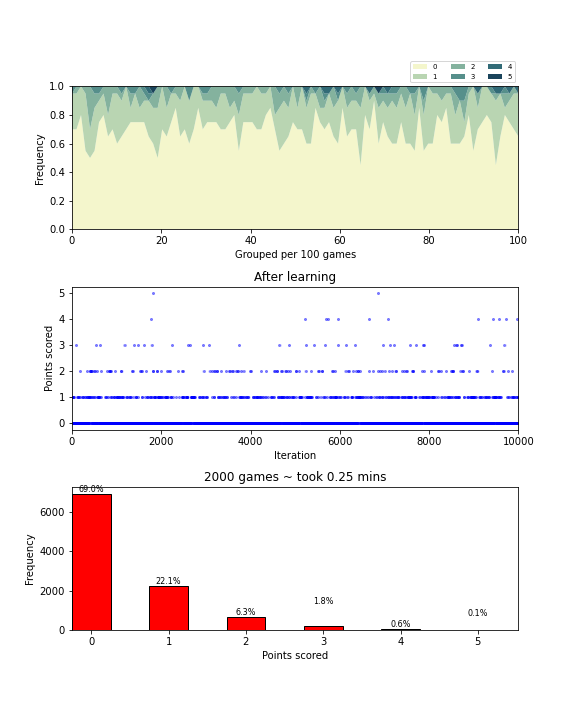 0 2 4
1 3 5
1.0
0.8
0.6
0.4
0.2
0.0
Frequency
0 20 40 60 80 100
Grouped per 100 games
After learning
5
4
3
2
1
0
Points scored
0 2000 4000 6000 8000 10000
Iteration
2000 games ~ took 0.25 mins
69.0%
22.1%
6.3%
1.8%
0.6%
0.1%
6000
4000
2000
0
Frequency
0 1 2 3 4 5
Points scored